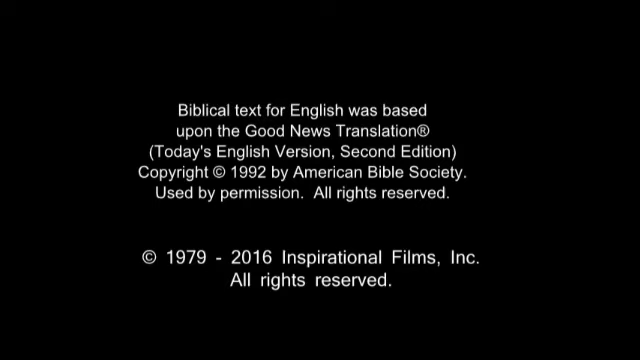 Biblical text for English was based
upon the Good News Translation®
(Today's English Version, Second Edition)
Copyright © 1992 by American Bible Society.
Used by permission.  All rights reserved.
© 1979 - 2016 Inspirational Films, Inc.
All rights reserved.